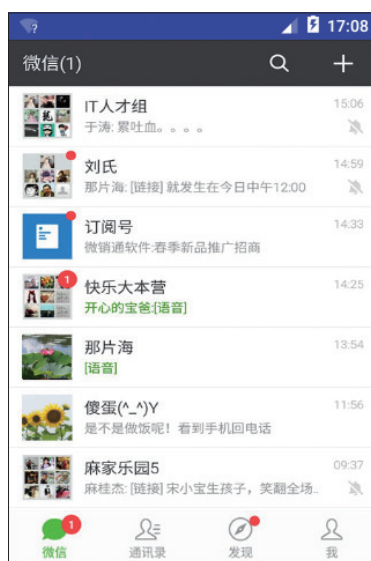 17:08
微信(1)
IT人才组
15:06
于涛: 累吐血。。。。
刘氏
14:59
那片海: [链接] 就发生在今日中午12:00
订阅号
14:33
微销通软件:春季新品推广招商
1
快乐大本营
14:25
开心的宝爸:[语音]
那片海
13:54
[语音]
傻蛋(^_^)Y
11:56
是不是做饭呢！看到手机回电话
麻家乐园5
09:37
麻桂杰: [链接] 宋小宝生孩子，笑翻全场..
1
微信
通讯录
发现
我